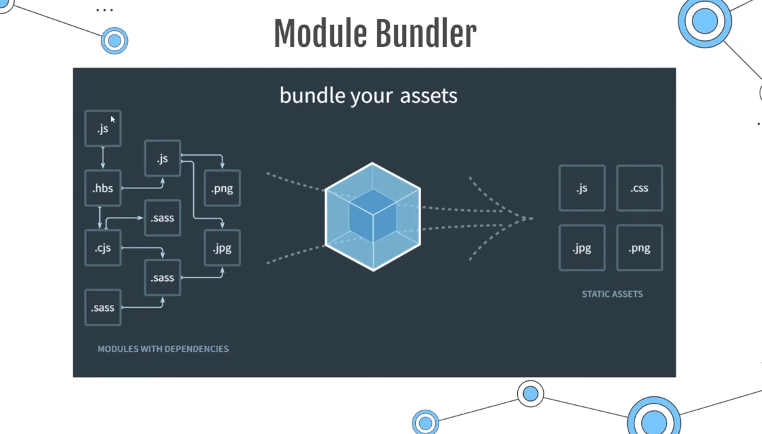 Module Bundler
bundle your assets
.js
.js
.hbs
.png
.sass
.cjs
.jpg
.sass
.sass
MODULES WITH DEPENDENCIES
.js
.css
.jpg
.png
STATIC ASSETS